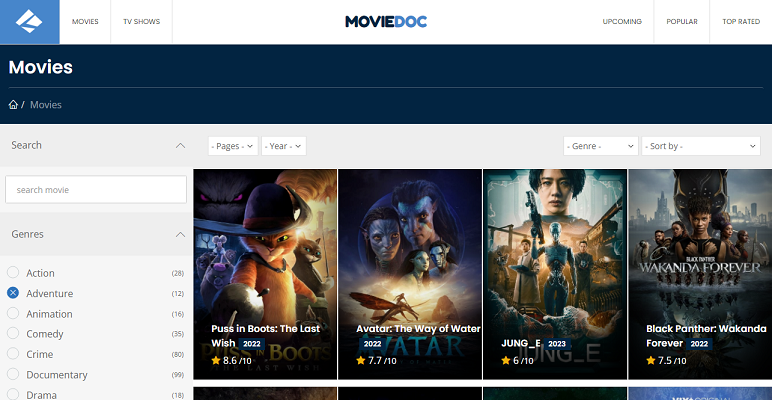 MOVIES
TV SHOWS
MOVIEDOC
UPCOMING
POPULAR
TOP RATED
Movies
/ Movies
Search
- Pages -
- Year -
- Genre -
- Sort by -
search movie
Genres
Action (28)
Adventure (12)
Animation (16)
Comedy (35)
Crime (80)
Documentary (99)
Drama (18)
PUSS IN BOOTS
THE LAST WISH
Puss in Boots: The Last
Wish 2022
8.6 /10
AVATAR
Avatar: The Way of Water
2022
7.7 /10
JUNG_E
JUNG_E 2023
6 /10
BLACK PANTHER
WAKANDA FOREVER
Black Panther: Wakanda
Forever 2022
7.5 /10